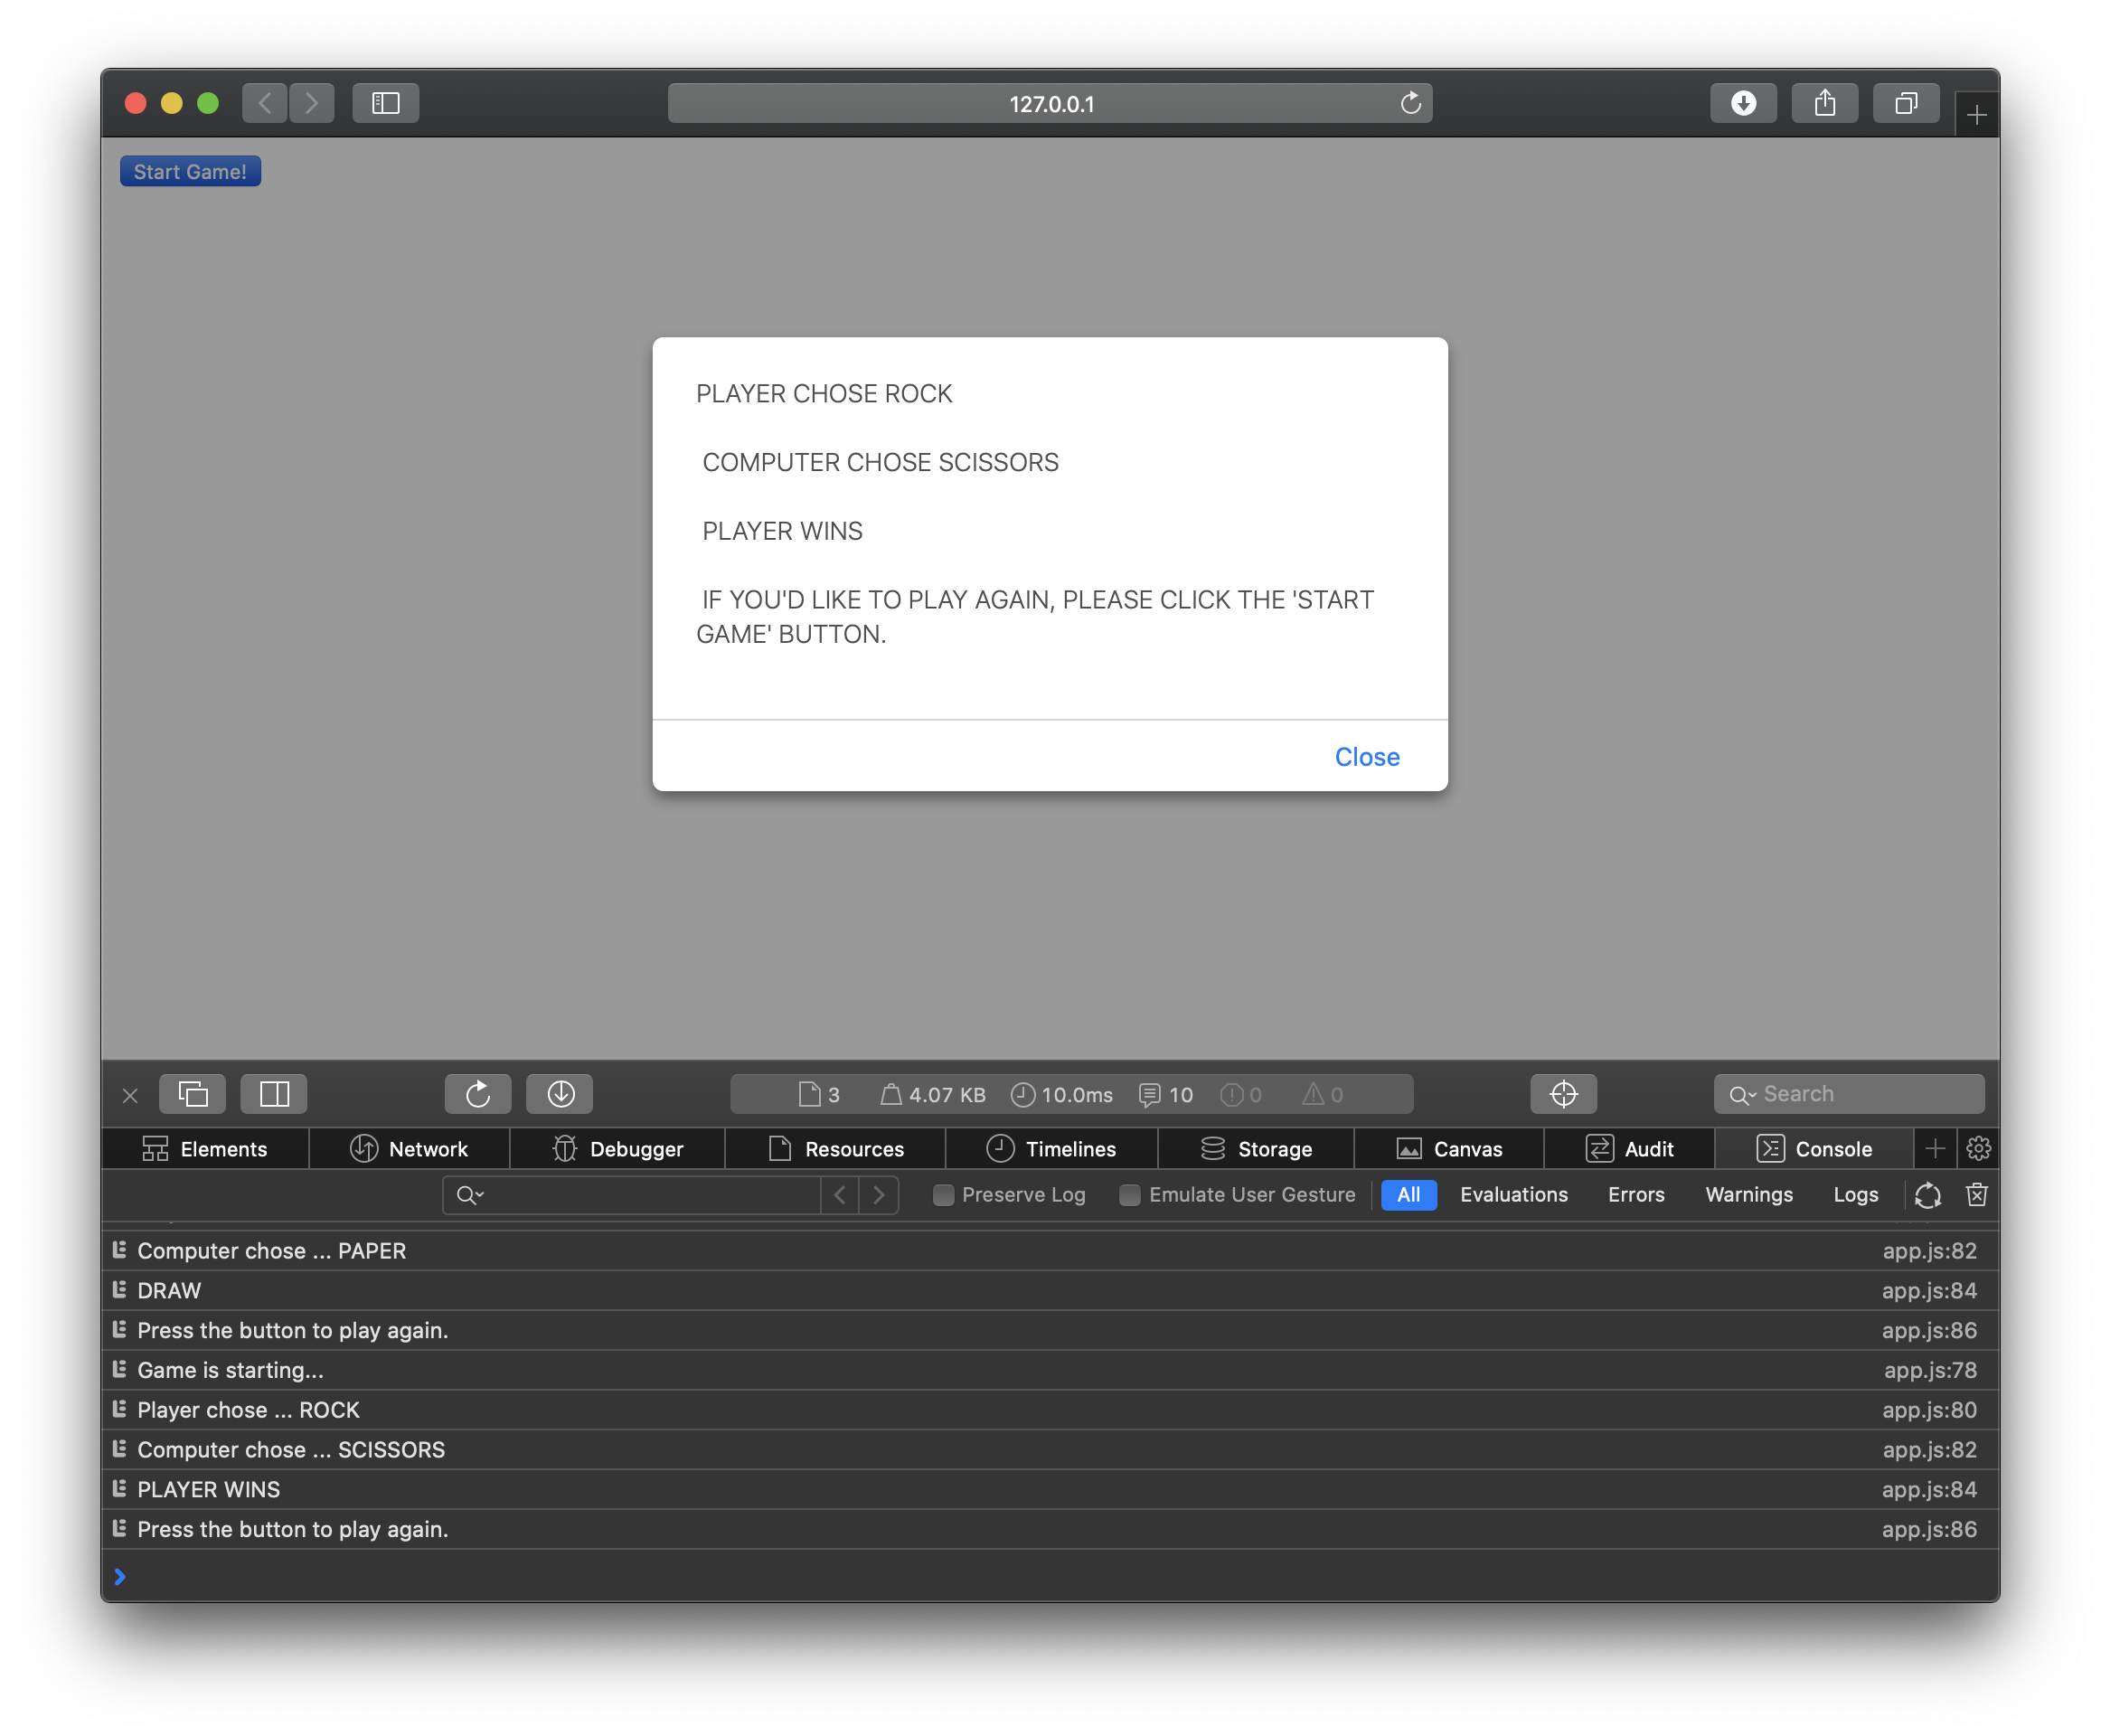 127.0.0.1
Start Game!
PLAYER CHOSE ROCK
COMPUTER CHOSE SCISSORS
PLAYER WINS
IF YOU'D LIKE TO PLAY AGAIN, PLEASE CLICK THE 'START
GAME' BUTTON.
Close
3 4.07 KB 10.0ms 10 0 0 Search
Elements Network Debugger Resources Timelines Storage Canvas Audit Console
Preserve Log Emulate User Gesture All Evaluations Errors Warnings Logs
Computer chose ... PAPER app.js:82
DRAW app.js:84
Press the button to play again. app.js:86
Game is starting... app.js:78
Player chose ... ROCK app.js:80
Computer chose ... SCISSORS app.js:82
PLAYER WINS app.js:84
Press the button to play again. app.js:86